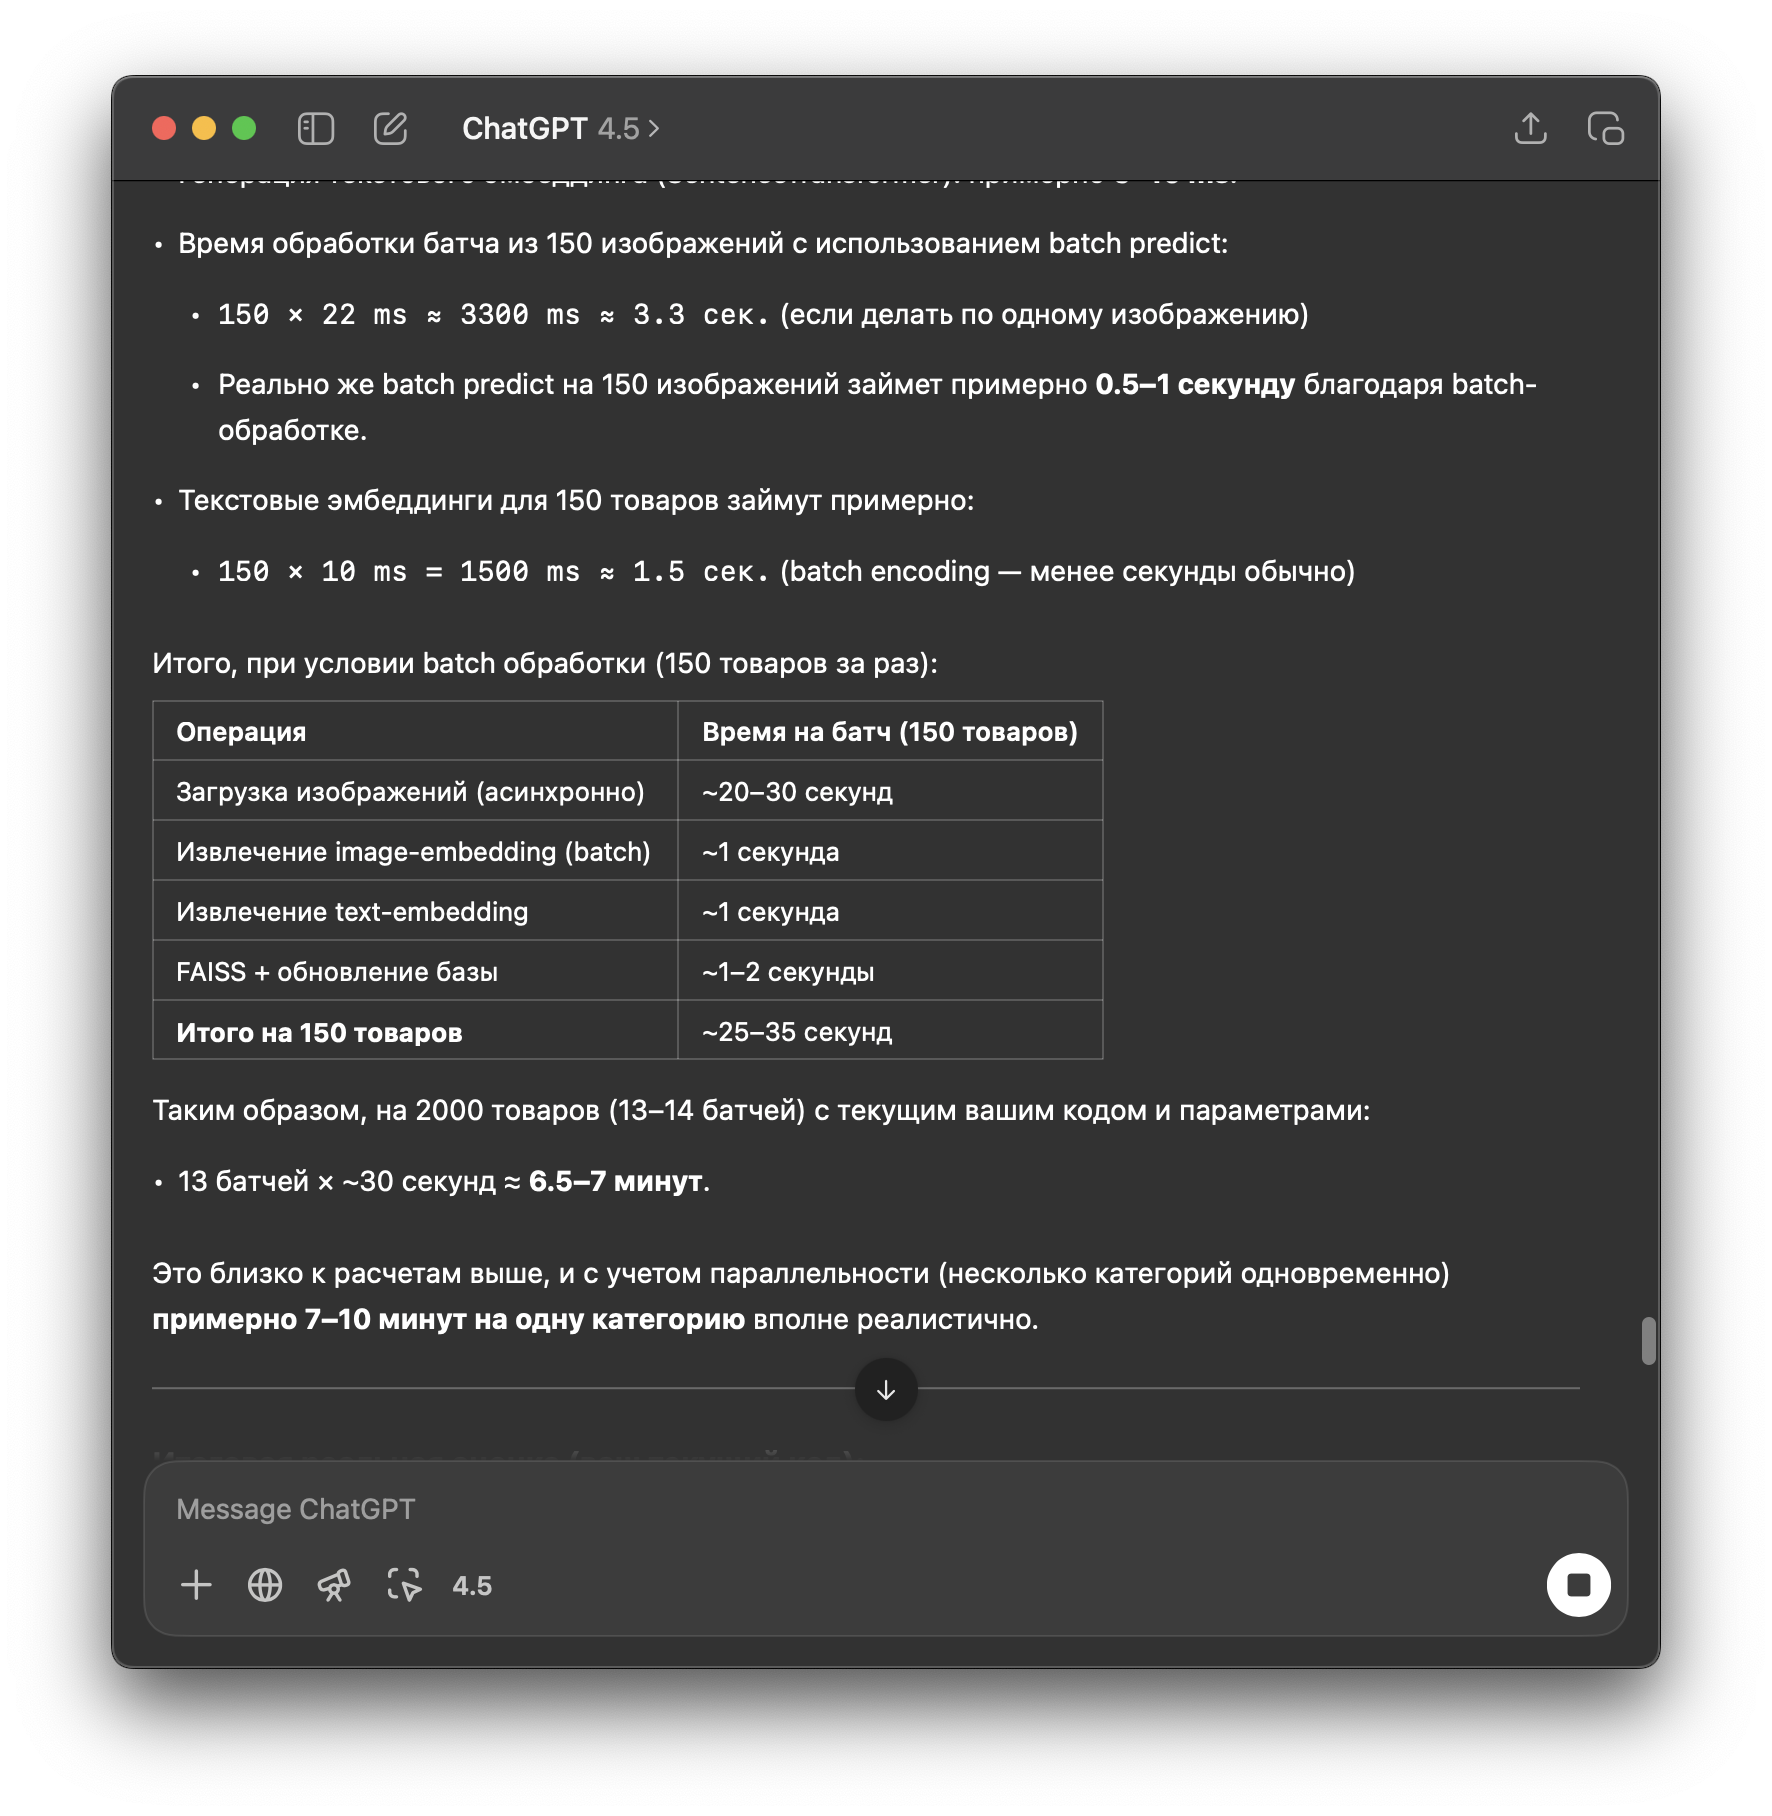 ChatGPT 4.5
• Время обработки батча из 150 изображений с использованием batch predict:
• 150 × 22 ms ≈ 3300 ms ≈ 3.3 сек. (если делать по одному изображению)
• Реально же batch predict на 150 изображений займет примерно 0.5–1 секунду благодаря batch-
обработке.
• Текстовые эмбеддинги для 150 товаров займут примерно:
• 150 × 10 ms = 1500 ms ≈ 1.5 сек. (batch encoding — менее секунды обычно)
Итого, при условии batch обработки (150 товаров за раз):
Операция Время на батч (150 товаров)
Загрузка изображений (асинхронно) ~20–30 секунд
Извлечение image-embedding (batch) ~1 секунда
Извлечение text-embedding ~1 секунда
FAISS + обновление базы ~1–2 секунды
Итого на 150 товаров ~25–35 секунд
Таким образом, на 2000 товаров (13–14 батчей) с текущим вашим кодом и параметрами:
• 13 батчей × ~30 секунд ≈ 6.5–7 минут.
Это близко к расчетам выше, и с учетом параллельности (несколько категорий одновременно)
примерно 7–10 минут на одну категорию вполне реалистично.
Message ChatGPT
4.5